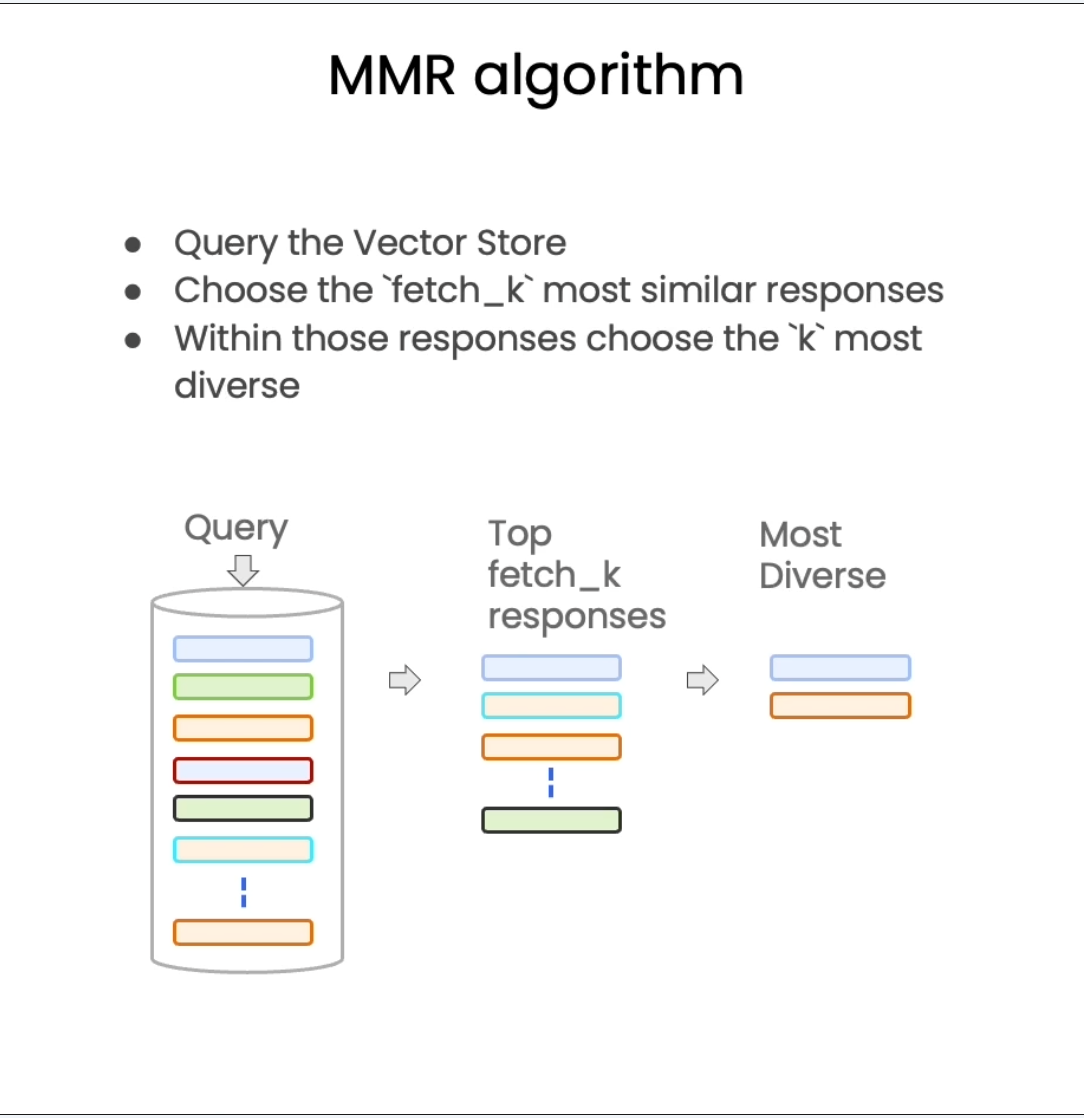 MMR algorithm
● Query the Vector Store
● Choose the `fetch_k` most similar responses
● Within those responses choose the `k` most
diverse
Query
Top
fetch_k
responses
Most
Diverse